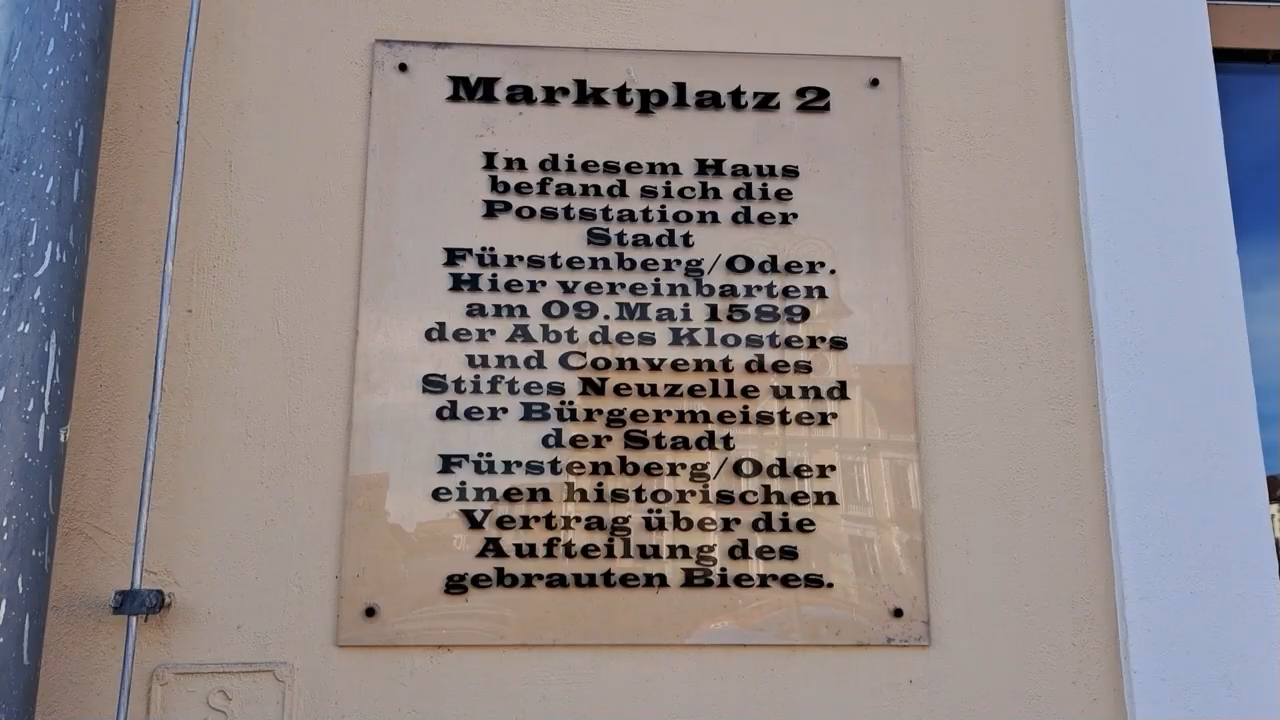 Marktplatz 2
In diesem Haus
befand sich die
Poststation der
Stadt
Fürstenberg/Oder.
Hier vereinbarten
am 09.Mai 1589
der Abt des Klosters
und Convent des
Stiftes Neuzelle und
der Bürgermeister
der Stadt
Fürstenberg/Oder
einen historischen
Vertrag über die
Aufteilung des
gebrauten Bieres.
S